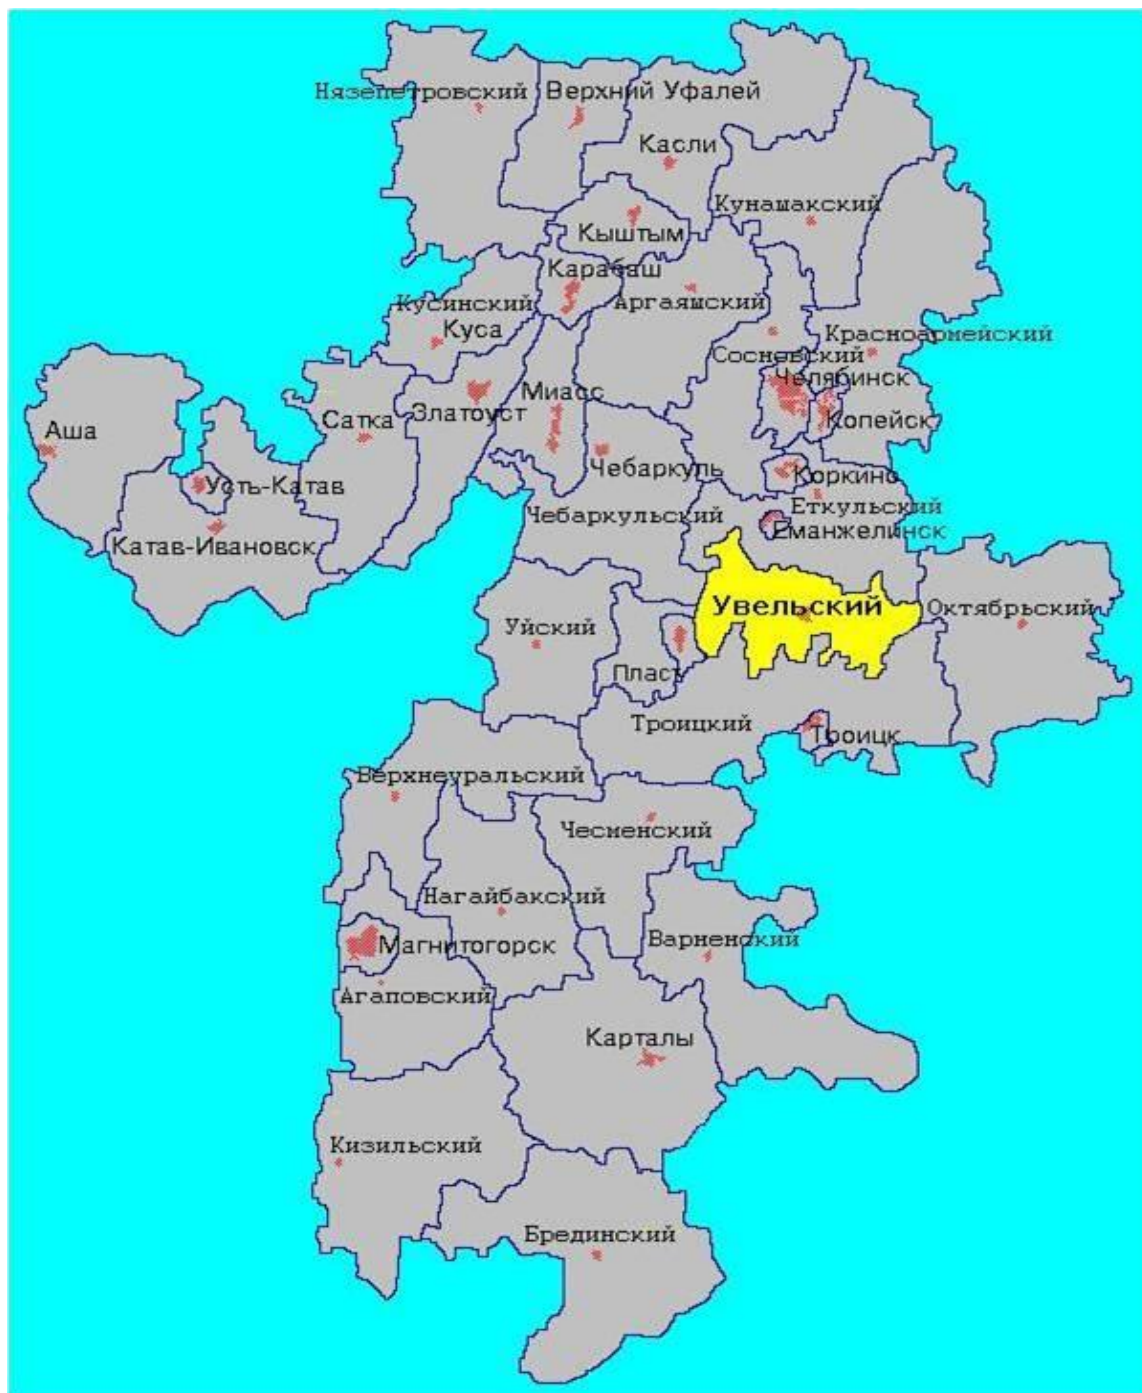 Нязепетровский
Верхний Уфалей
Касли
Кунашакский
Кыштым
Карабаш
Аргаяшский
Кусинский
Куса
Красноармейский
Сосновский
Челябинск
Миасс
Златоуст
Сатка
Копейск
Аша
Чебаркуль
Коркино
Усть-Катав
Еткульский
Чебаркульский
Еманжелинск
Катав-Ивановск
Увельский
Октябрьский
Уйский
Пласт
Троицкий
Троицк
Верхнеуральский
Чесменский
Нагайбакский
Варненский
Магнитогорск
Агаповский
Карталы
Кизильский
Брединский